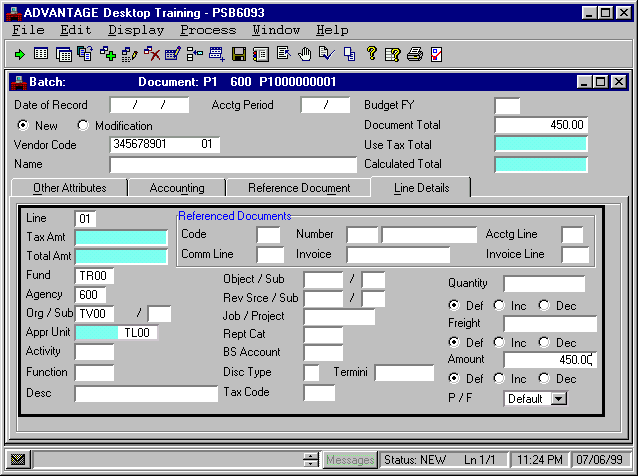 ADVANTAGE Desktop Training - PSB6093
File Edit Display Process Window Help
Batch: Document: P1 600 P1000000001
Date of Record / / Acctg Period / Budget FY
New Modification Document Total 450.00
Vendor Code 345678901 01 Use Tax Total
Name Calculated Total
Other Attributes Accounting Reference Document Line Details
Line 01 Referenced Documents
Tax Amt Code Number Acctg Line
Total Amt Comm Line Invoice Invoice Line
Fund TR00 Object / Sub / Quantity
Agency 600 Rev Srce / Sub / Def Inc Dec
Org / Sub TV00 / Job / Project Freight
Appr Unit TL00 Rept Cat Def Inc Dec
Activity BS Account Amount 450.00
Function Disc Type Termini Def Inc Dec
Desc Tax Code P / F Default
Messages Status: NEW Ln 1/1 11:24 PM 07/06/99